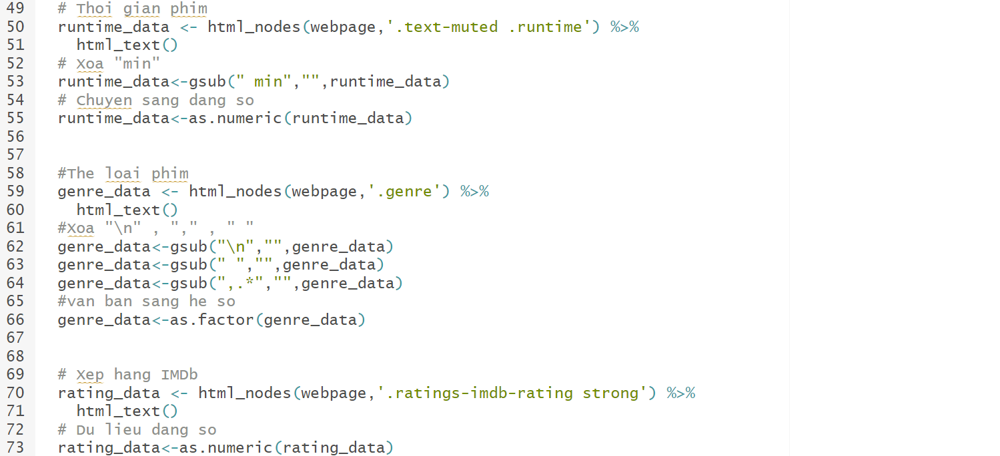 49 # Thoi gian phim
50 runtime_data <- html_nodes(webpage,'.text-muted .runtime') %>%
51 html_text()
52 # Xoa "min"
53 runtime_data<-gsub(" min","",runtime_data)
54 # Chuyen sang dang so
55 runtime_data<-as.numeric(runtime_data)
56
57
58 #The loai phim
59 genre_data <- html_nodes(webpage,'.genre') %>%
60 html_text()
61 #Xoa "\n" , "," , " "
62 genre_data<-gsub("\n","",genre_data)
63 genre_data<-gsub(" ","",genre_data)
64 genre_data<-gsub(",.*","",genre_data)
65 #van ban sang he so
66 genre_data<-as.factor(genre_data)
67
68
69 # Xep hang IMDb
70 rating_data <- html_nodes(webpage,'.ratings-imdb-rating strong') %>%
71 html_text()
72 # Du lieu dang so
73 rating_data<-as.numeric(rating_data)